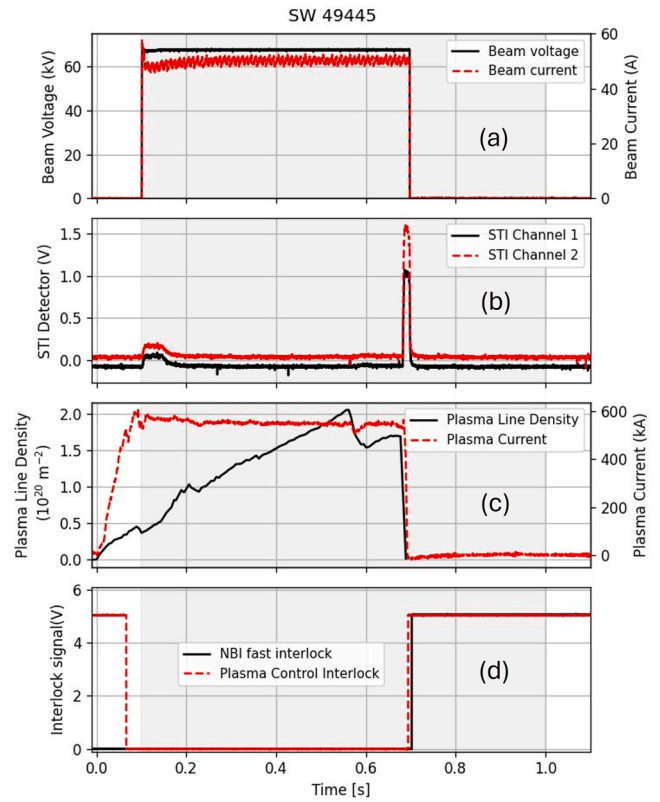 SW 49445
Beam Voltage (kV)
60
40
20
0
Beam voltage
Beam current
(a)
60
40
20
0
Beam Current (A)
STI Detector (V)
1.5
1.0
0.5
0.0
STI Channel 1
STI Channel 2
(b)
Plasma Line Density
(10²⁰ m⁻²)
2.0
1.5
1.0
0.5
0.0
Plasma Line Density
Plasma Current
(c)
600
400
200
0
Plasma Current (kA)
Interlock signal(V)
6
4
2
0
NBI fast interlock
Plasma Control Interlock
(d)
0.0 0.2 0.4 0.6 0.8 1.0
Time [s]